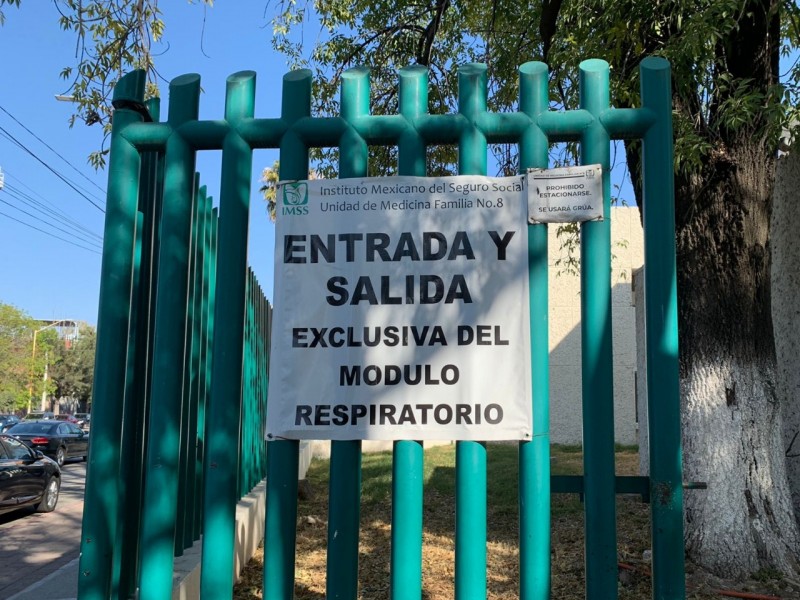 IMSS
Instituto Mexicano del Seguro Social
Unidad de Medicina Familia No.8
ENTRADA Y
SALIDA
EXCLUSIVA DEL
MODULO
RESPIRATORIO
PROHIBIDO
ESTACIONARSE.
SE USARÁ GRÚA.